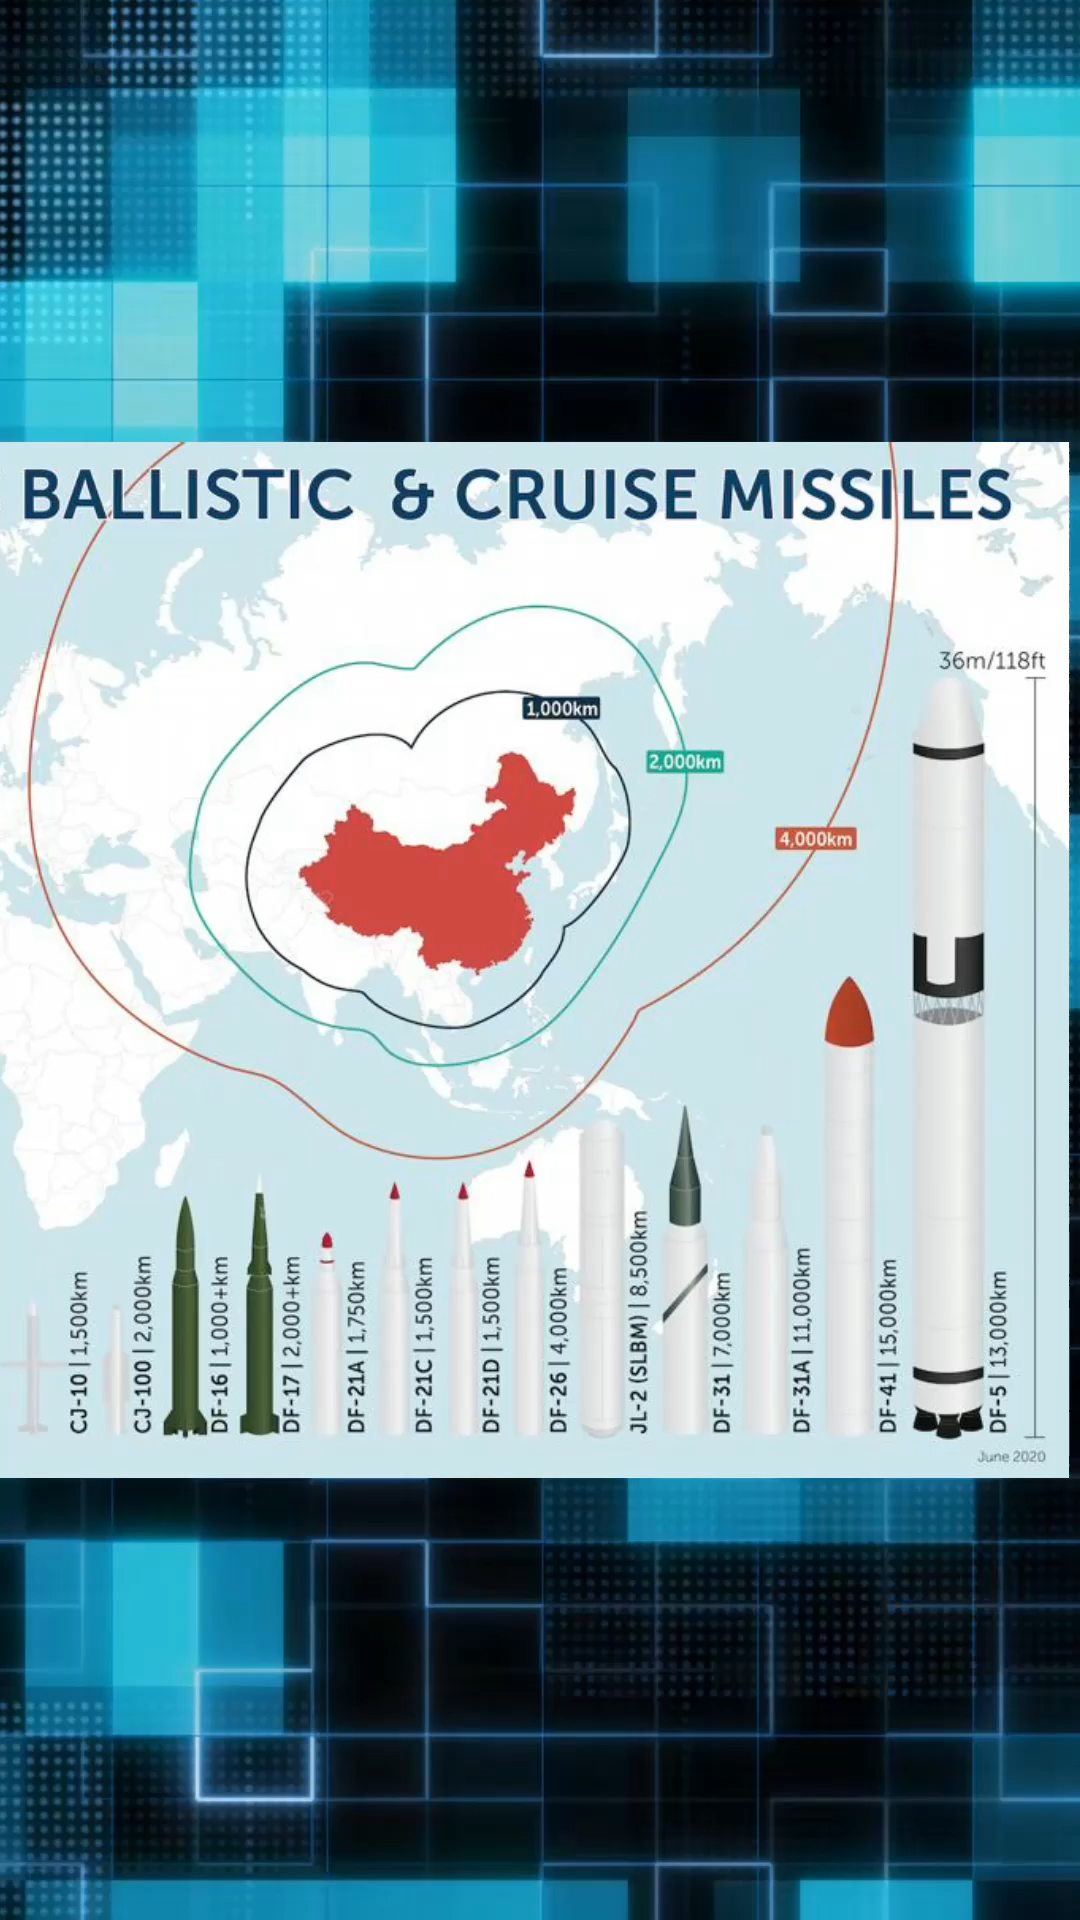 BALLISTIC & CRUISE MISSILES
36m/118ft
1,000km
2,000km
4,000km
CJ-10 | 1,500km
CJ-100 | 2,000km
DF-16 | 1,000+km
DF-17 | 2,000+km
DF-21A | 1,750km
DF-21C | 1,500km
DF-21D | 1,500km
DF-26 | 4,000km
JL-2 (SLBM) | 8,500km
DF-31 | 7,000km
DF-31A | 11,000km
DF-41 | 15,000km
DF-5 | 13,000km
June 2020